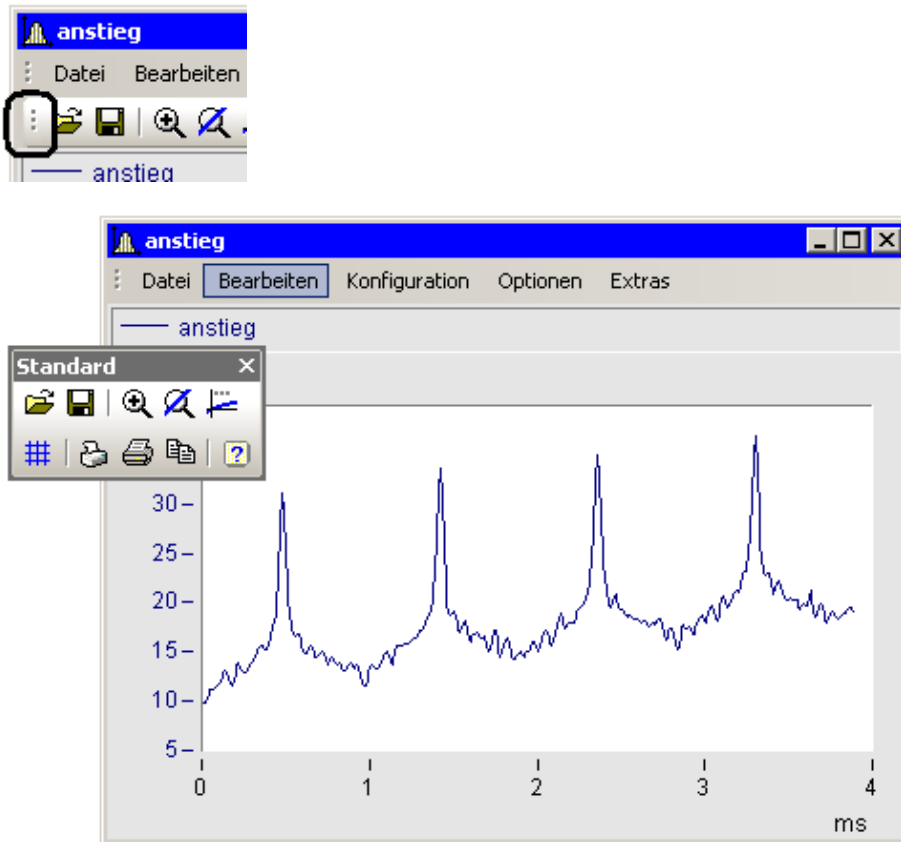 anstieg
Datei Bearbeiten
anstieg
anstieg
Datei Bearbeiten Konfiguration Optionen Extras
anstieg
Standard
?
30
25
20
15
10
5
0 1 2 3 4
ms